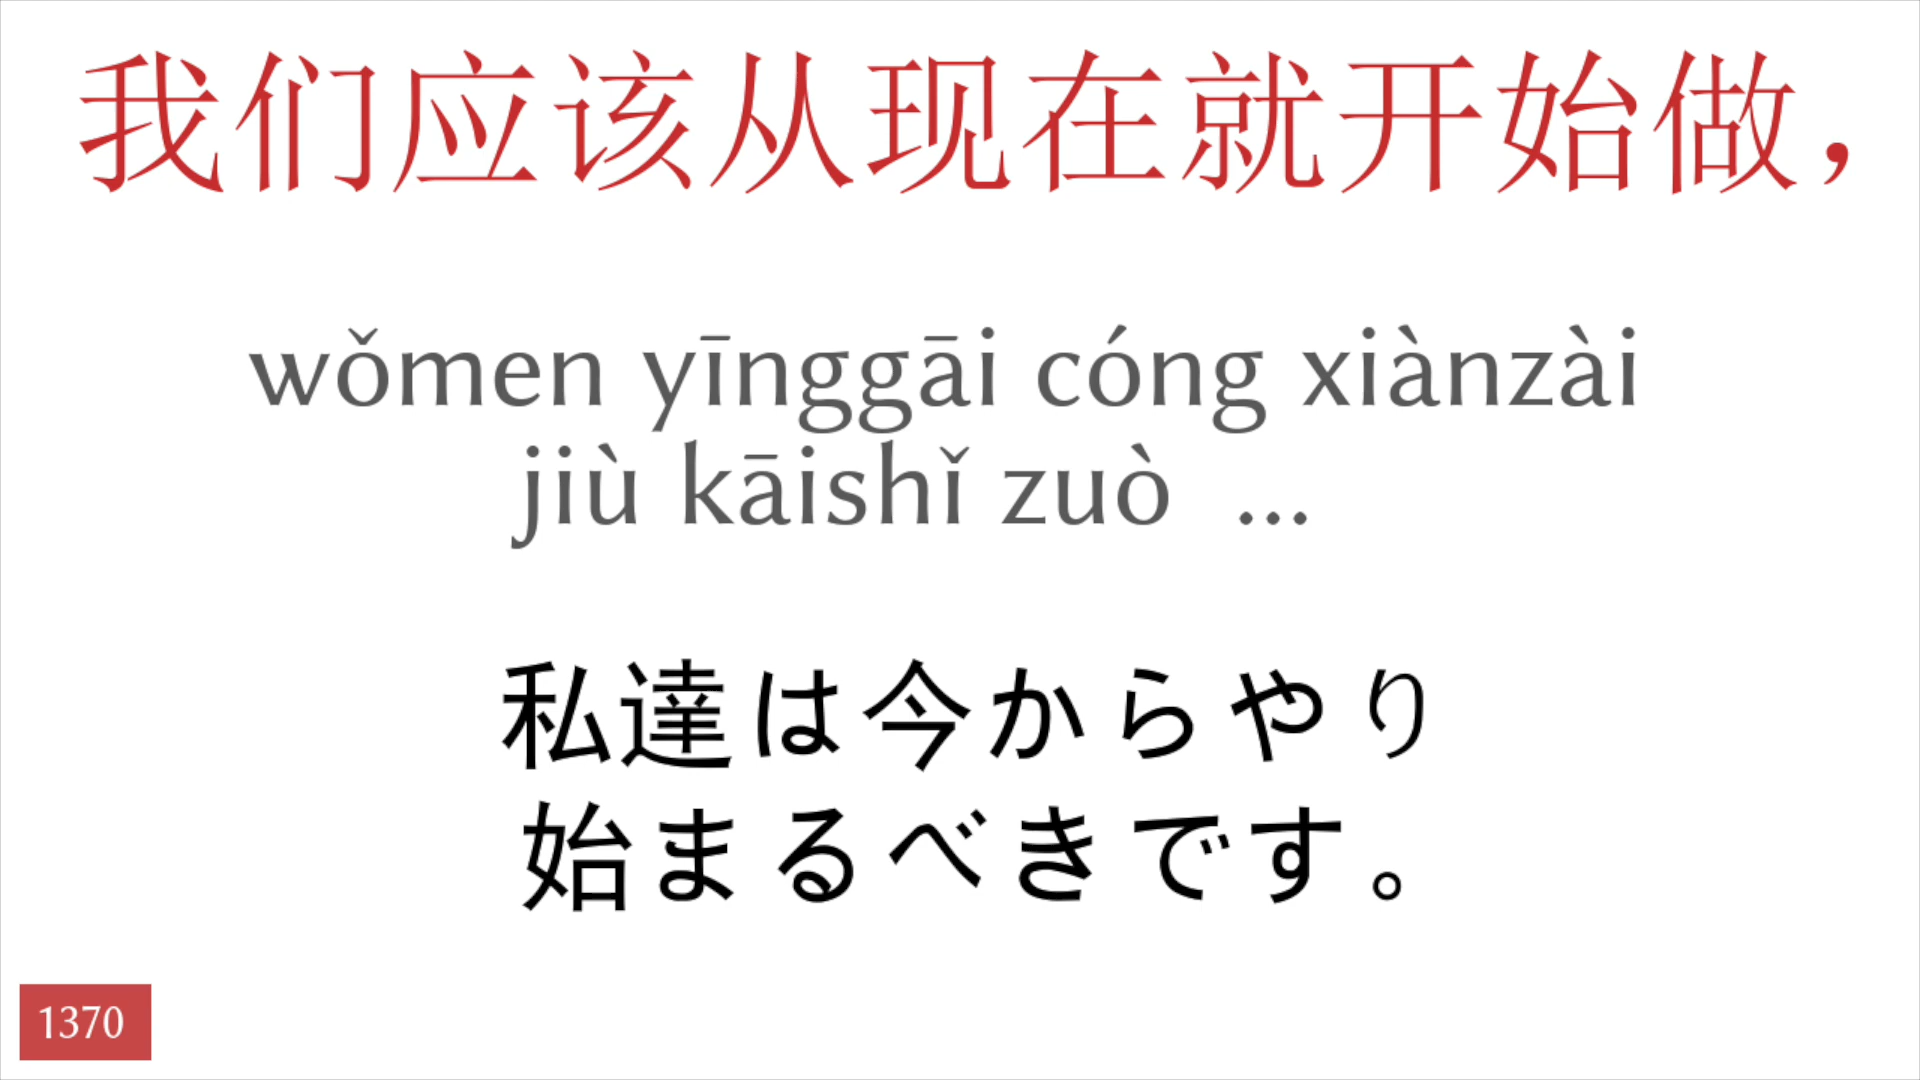 我们应该从现在就开始做，
wǒmen yīnggāi cóng xiànzài
jiù kāishǐ zuò ...
私達は今からやり
始まるべきです。
1370